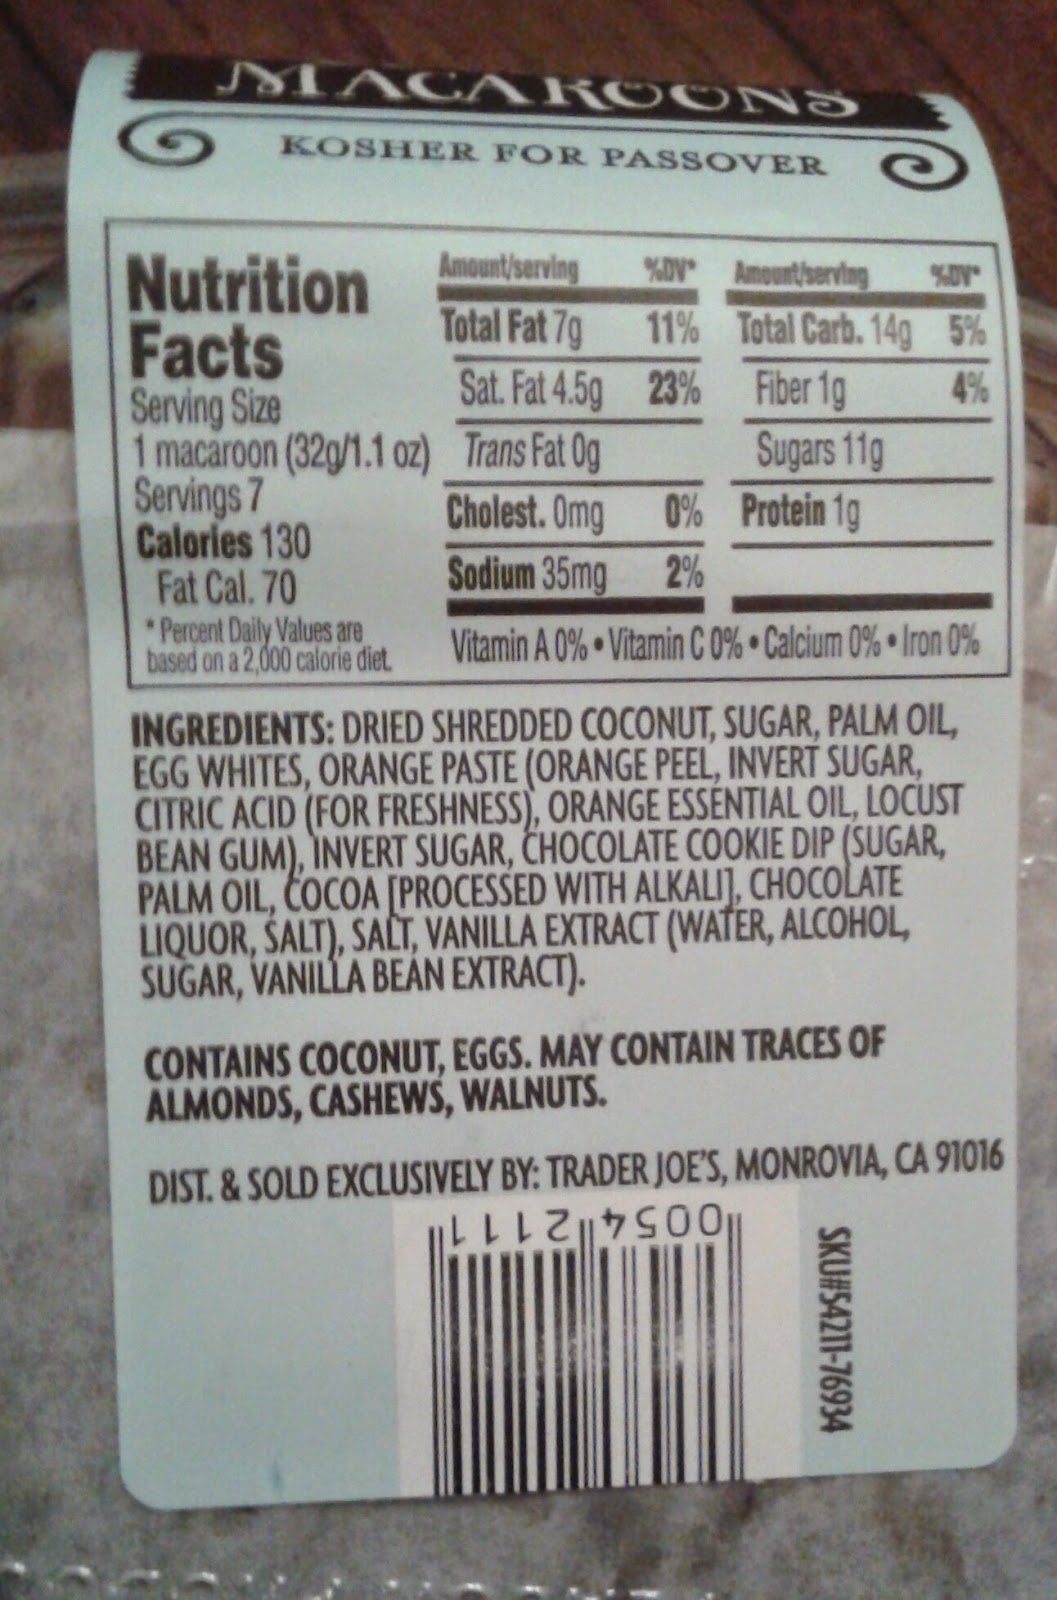 MACAROONS
KOSHER FOR PASSOVER
Nutrition
Facts
Serving Size
1 macaroon (32g/1.1 oz)
Servings 7
Calories 130
Fat Cal. 70
* Percent Daily Values are
based on a 2,000 calorie diet.
Amount/serving %DV*
Total Fat 7g 11%
Sat. Fat 4.5g 23%
Trans Fat 0g
Cholest. 0mg 0%
Sodium 35mg 2%
Amount/serving %DV*
Total Carb. 14g 5%
Fiber 1g 4%
Sugars 11g
Protein 1g
Vitamin A 0% • Vitamin C 0% • Calcium 0% • Iron 0%
INGREDIENTS: DRIED SHREDDED COCONUT, SUGAR, PALM OIL,
EGG WHITES, ORANGE PASTE (ORANGE PEEL, INVERT SUGAR,
CITRIC ACID (FOR FRESHNESS), ORANGE ESSENTIAL OIL, LOCUST
BEAN GUM), INVERT SUGAR, CHOCOLATE COOKIE DIP (SUGAR,
PALM OIL, COCOA [PROCESSED WITH ALKALI], CHOCOLATE
LIQUOR, SALT), SALT, VANILLA EXTRACT (WATER, ALCOHOL,
SUGAR, VANILLA BEAN EXTRACT).
CONTAINS COCONUT, EGGS. MAY CONTAIN TRACES OF
ALMONDS, CASHEWS, WALNUTS.
DIST. & SOLD EXCLUSIVELY BY: TRADER JOE'S, MONROVIA, CA 91016
0054 2111
SKU#54211-76934